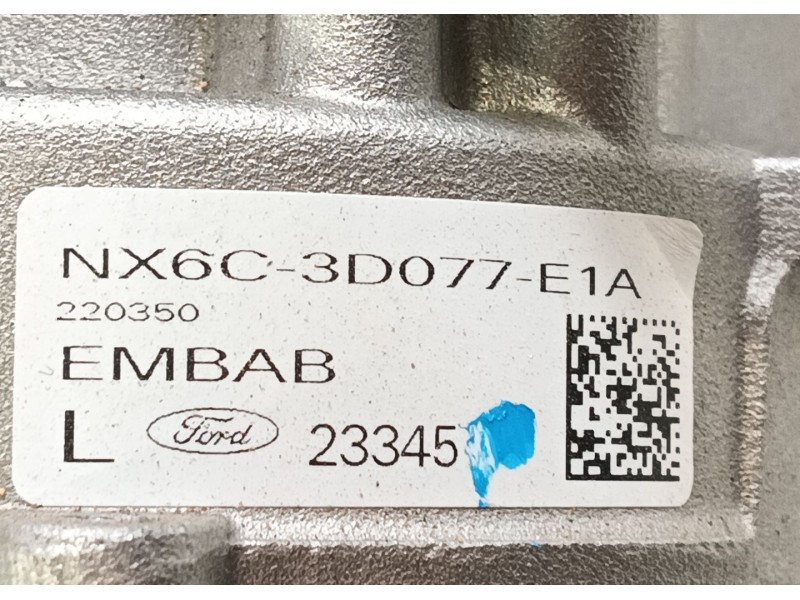 NX6C-3D077-E1A
220350
EMBAB
L Ford 23345